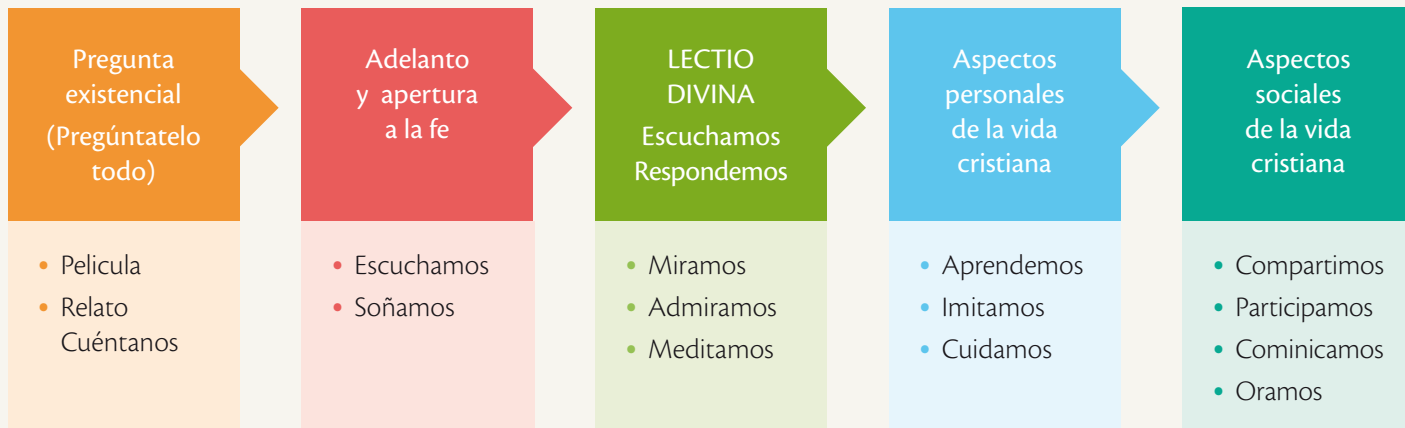 Pregunta
existencial
(Pregúntatelo
todo)
• Pelicula
• Relato
Cuéntanos
Adelanto
y apertura
a la fe
• Escuchamos
• Soñamos
LECTIO
DIVINA
Escuchamos
Respondemos
• Miramos
• Admiramos
• Meditamos
Aspectos
personales
de la vida
cristiana
• Aprendemos
• Imitamos
• Cuidamos
Aspectos
sociales
de la vida
cristiana
• Compartimos
• Participamos
• Cominicamos
• Oramos